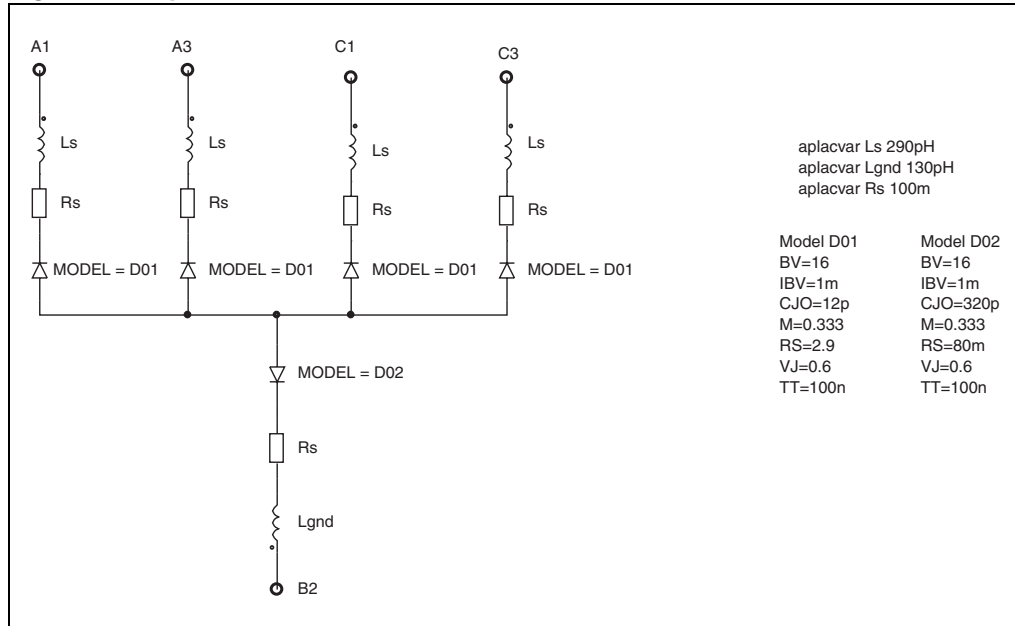 A1 A3 C1 C3
Ls Ls Ls Ls
Rs Rs Rs Rs
MODEL = D01 MODEL = D01 MODEL = D01 MODEL = D01
MODEL = D02
Rs
Lgnd
B2
aplacvar Ls 290pH
aplacvar Lgnd 130pH
aplacvar Rs 100m
Model D01 Model D02
BV=16 BV=16
IBV=1m IBV=1m
CJO=12p CJO=320p
M=0.333 M=0.333
RS=2.9 RS=80m
VJ=0.6 VJ=0.6
TT=100n TT=100n